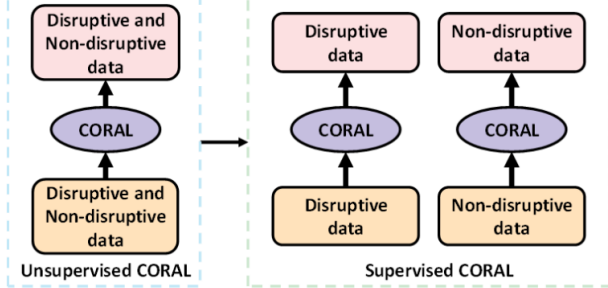 Disruptive and
Non-disruptive
data
CORAL
Disruptive and
Non-disruptive
data
Unsupervised CORAL
Disruptive
data
CORAL
Disruptive
data
Non-disruptive
data
CORAL
Non-disruptive
data
Supervised CORAL